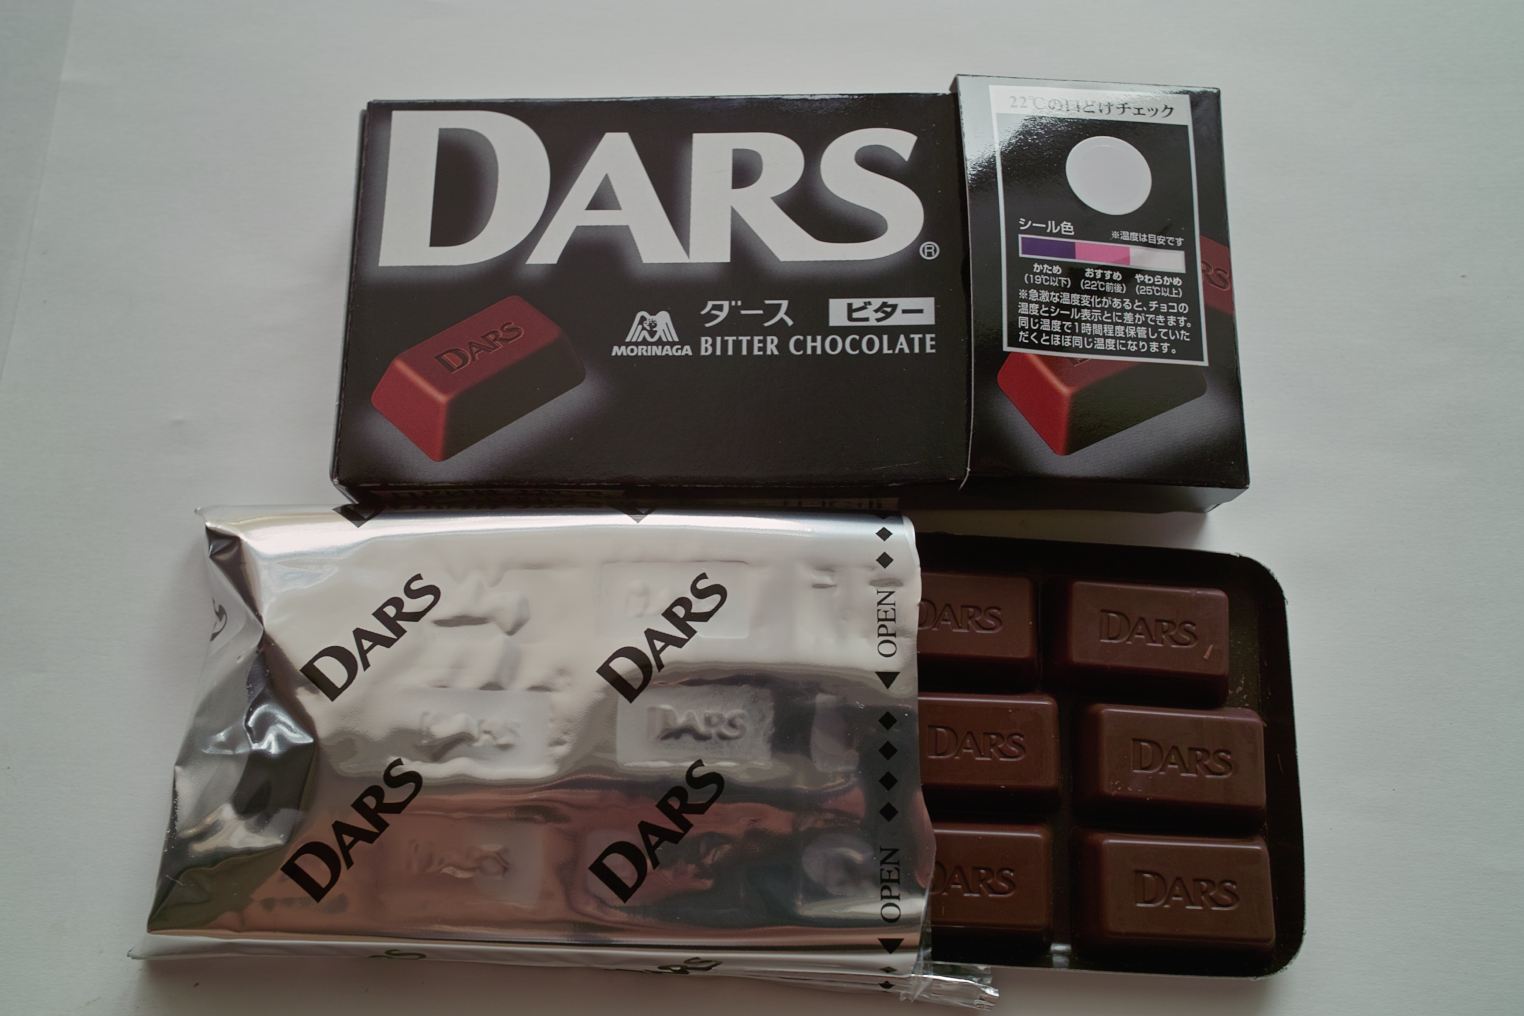 DARS®
DARS
MORINAGA
ダース ビター
BITTER CHOCOLATE
22℃の口どけチェック
シール色
※温度は目安です
かため おすすめ やわらかめ
(19℃以下) (22℃前後) (25℃以上)
※急激な温度変化があると、チョコの
温度とシール表示とに差ができます。
同じ温度で1時間程度保管していた
だくとほぼ同じ温度になります。
RS
DARS
DARS
DARS
DARS
OPEN
OPEN
DARS
DARS
DARS
DARS
DARS
DARS
DARS
DARS